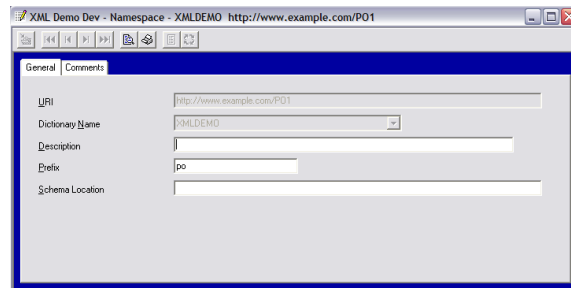 XML Demo Dev - Namespace - XMLDEMO http://www.example.com/PO1
General Comments
URI http://www.example.com/PO1
Dictionary Name XMLDEMO
Description
Prefix po
Schema Location